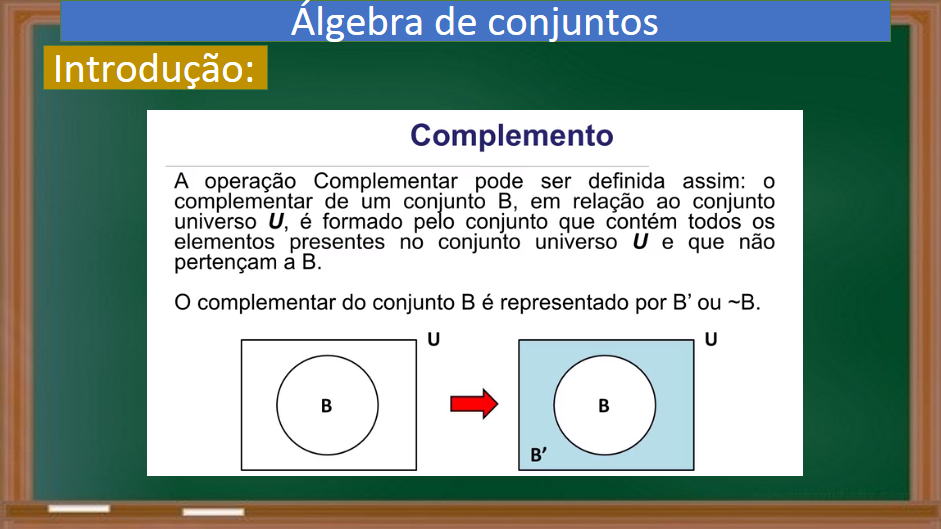 Álgebra de conjuntos
Introdução:
Complemento
A operação Complementar pode ser definida assim: o
complementar de um conjunto B, em relação ao conjunto
universo U, é formado pelo conjunto que contém todos os
elementos presentes no conjunto universo U e que não
pertençam a B.
O complementar do conjunto B é representado por B’ ou ~B.
U
B
U
B
B’